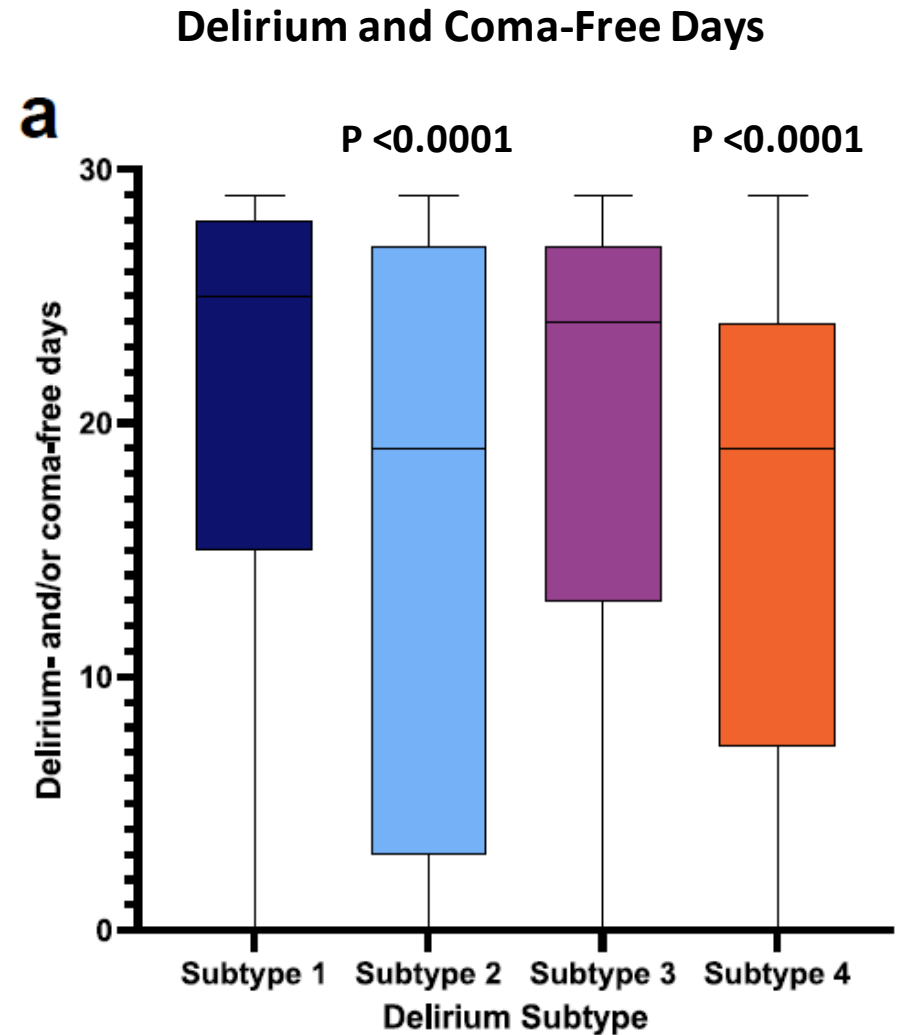 Delirium and Coma-Free Days
a
P <0.0001 P <0.0001
30
20
10
0
Delirium- and/or coma-free days
Subtype 1 Subtype 2 Subtype 3 Subtype 4
Delirium Subtype